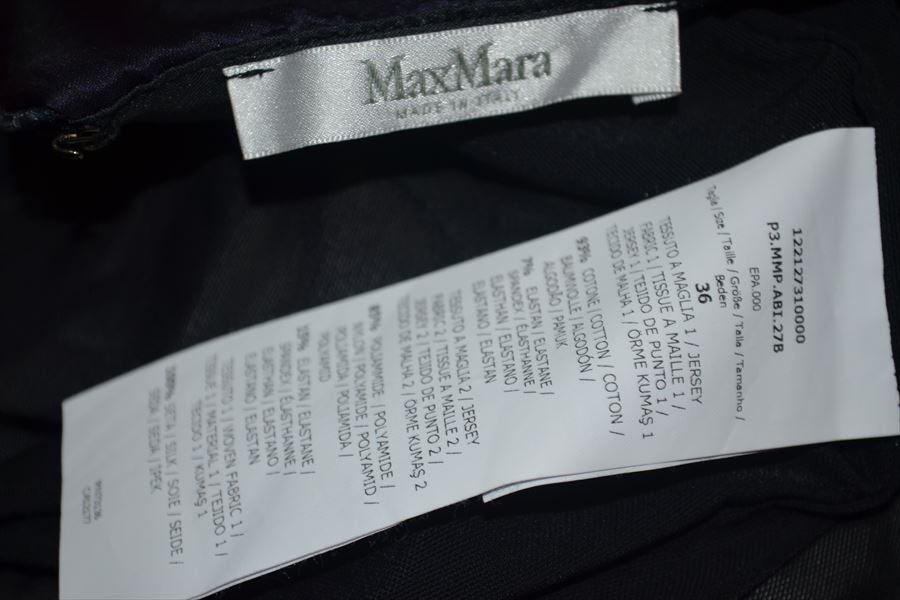 MaxMara
MADE IN ITALY
122127310000
P3.MMP.ABI.27B
EPA.000
Taglia / Size / Taille / Größe / Talla / Tamanho /
Beden
36
TESSUTO A MAGLIA 1 / JERSEY
FABRIC 1 / TISSUE A MAILLE 1 /
JERSEY 1 / TEJIDO DE PUNTO 1 /
TECIDO DE MALHA 1 / ÖRME KUMAŞ 1
93% COTONE / COTTON / COTON /
BAUMWOLLE / ALGODÓN /
ALGODÃO / PAMUK
7% ELASTAN ELASTANE /
SPANDEX ÉLASTHANNE /
ELASTHAN / ELASTANO /
ELASTANO / ELASTAN
TESSUTO A MAGLIA 2 / JERSEY
FABRIC 2 / TISSUE A MAILLE 2 /
JERSEY 2 / TEJIDO DE PUNTO 2 /
TECIDO DE MALHA 2 / ÖRME KUMAŞ 2
POLIAMMIDE / POLYAMIDE /
NYLON / POLYAMIDE / POLYAMID /
POLIAMIDA / POLIAMIDA /
POLIAMID
ELASTAN / ELASTANE /
SPANDEX / ÉLASTHANNE /
ELASTHAN / ELASTANO /
ELASTANO / ELASTAN
TESSUTO 1 / WOVEN FABRIC 1 /
TISSUE 1 / MATERIAL 1 / TEJIDO 1 /
TECIDO 1 / KUMAŞ 1
100% SETA / SILK / SOIE / SEIDE /
SEDA / SEDA / İPEK